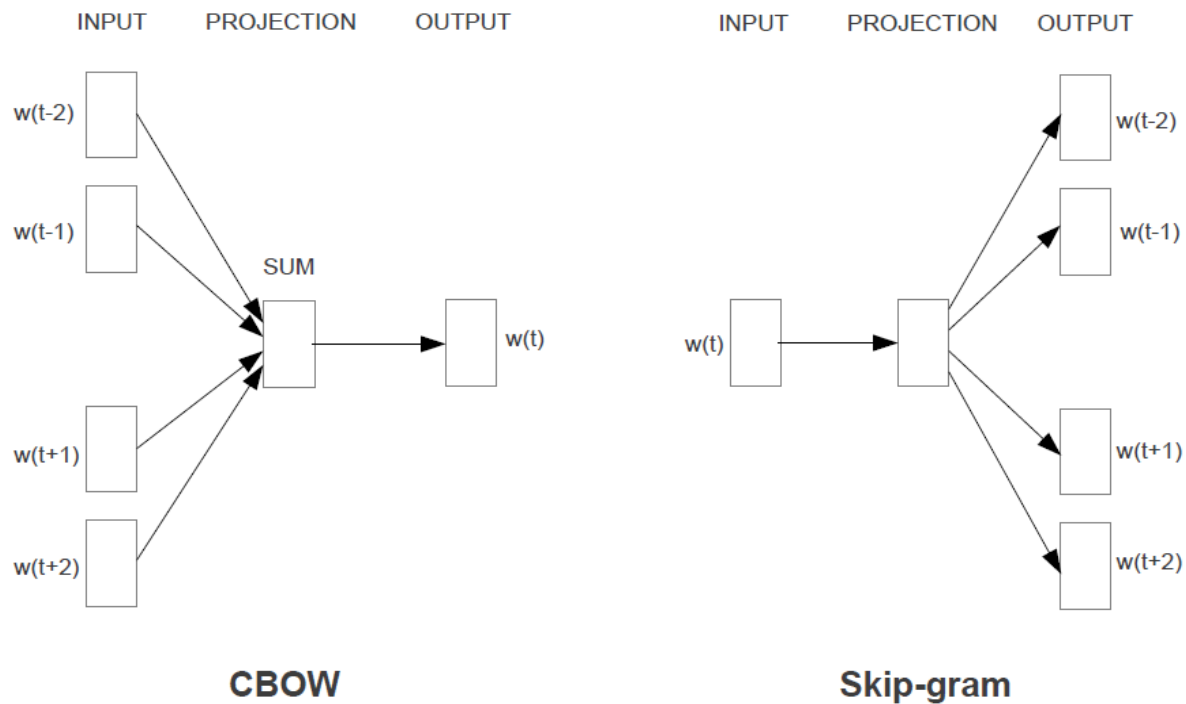 INPUT PROJECTION OUTPUT
w(t-2)
w(t-1)
SUM
w(t)
w(t+1)
w(t+2)
CBOW
INPUT PROJECTION OUTPUT
w(t-2)
w(t-1)
w(t)
w(t+1)
w(t+2)
Skip-gram